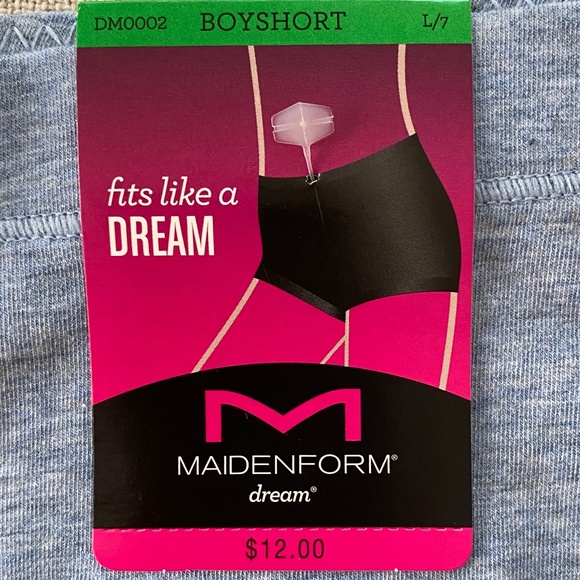 DM0002 BOYSHORT L/7
fits like a
DREAM
MAIDENFORM®
dream®
$12.00